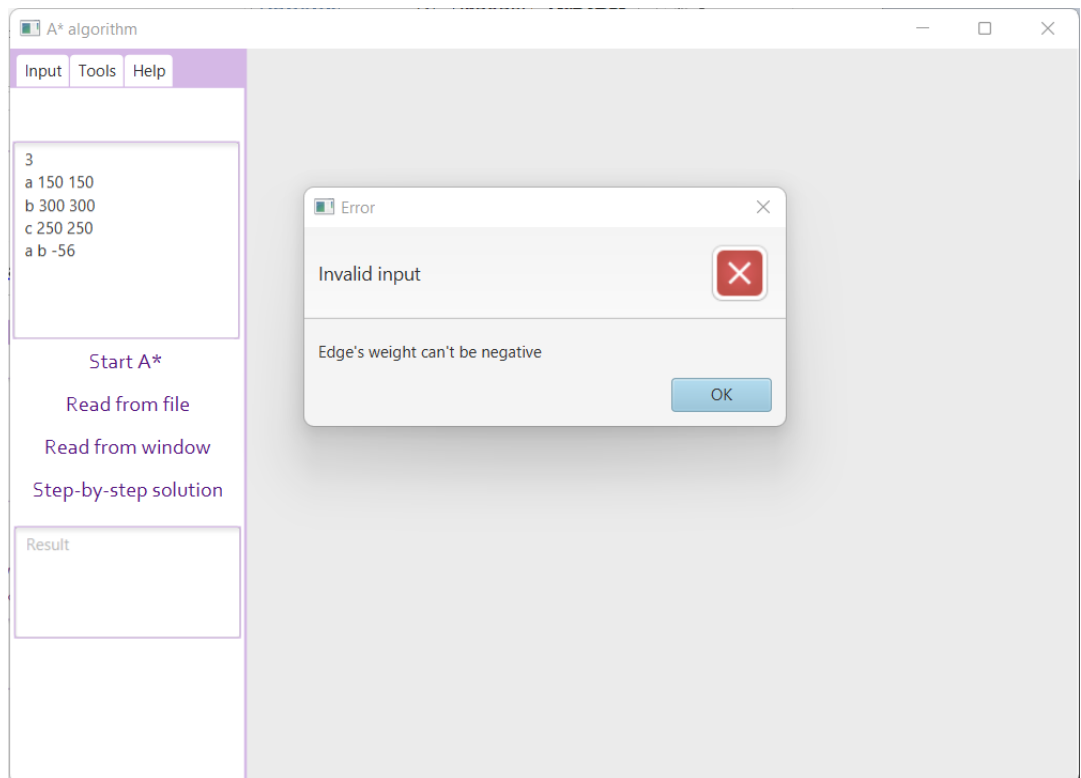 A* algorithm
Input Tools Help
3
a 150 150
b 300 300
c 250 250
a b -56
Start A*
Read from file
Read from window
Step-by-step solution
Result
Error
Invalid input
Edge's weight can't be negative
OK